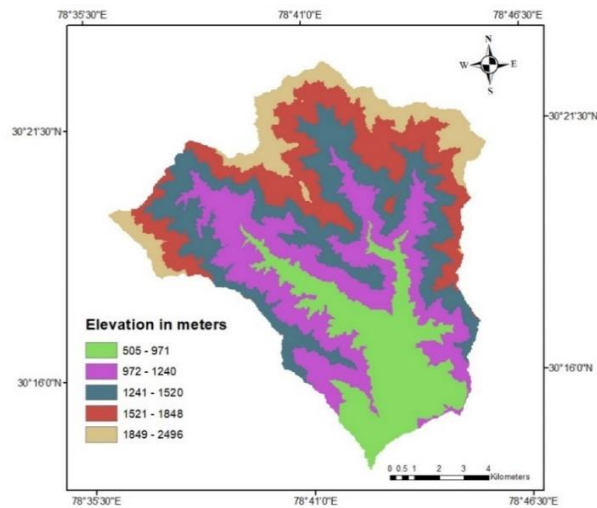 78°35'30"E 78°41'0"E 78°46'30"E
N
W E
S
30°21'30"N 30°21'30"N
Elevation in meters
505 - 971
972 - 1240
1241 - 1520
1521 - 1848
1849 - 2496
30°16'0"N 30°16'0"N
0 0.5 1 2 3 4
Kilometers
78°35'30"E 78°41'0"E 78°46'30"E